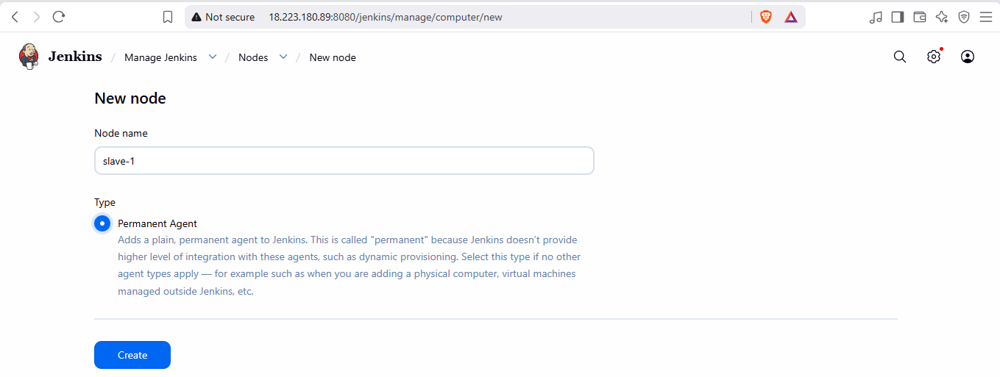 Not secure 18.223.180.89:8080/jenkins/manage/computer/new
Jenkins / Manage Jenkins / Nodes / New node
New node
Node name
slave-1
Type
Permanent Agent
Adds a plain, permanent agent to Jenkins. This is called "permanent" because Jenkins doesn't provide
higher level of integration with these agents, such as dynamic provisioning. Select this type if no other
agent types apply — for example such as when you are adding a physical computer, virtual machines
managed outside Jenkins, etc.
Create